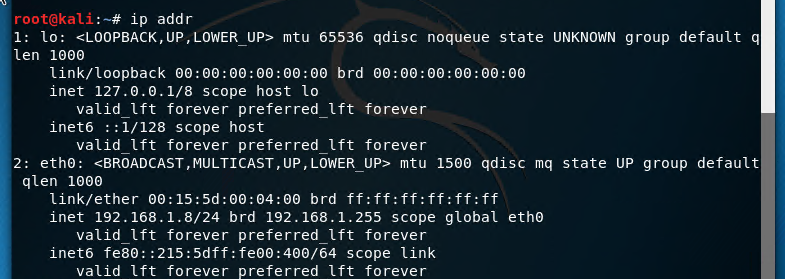 root@kali:~# ip addr
1: lo: <LOOPBACK,UP,LOWER_UP> mtu 65536 qdisc noqueue state UNKNOWN group default q
len 1000
    link/loopback 00:00:00:00:00:00 brd 00:00:00:00:00:00
    inet 127.0.0.1/8 scope host lo
       valid_lft forever preferred_lft forever
    inet6 ::1/128 scope host
       valid_lft forever preferred_lft forever
2: eth0: <BROADCAST,MULTICAST,UP,LOWER_UP> mtu 1500 qdisc mq state UP group default
 qlen 1000
    link/ether 00:15:5d:00:04:00 brd ff:ff:ff:ff:ff:ff
    inet 192.168.1.8/24 brd 192.168.1.255 scope global eth0
       valid_lft forever preferred_lft forever
    inet6 fe80::215:5dff:fe00:400/64 scope link
       valid_lft forever preferred_lft forever